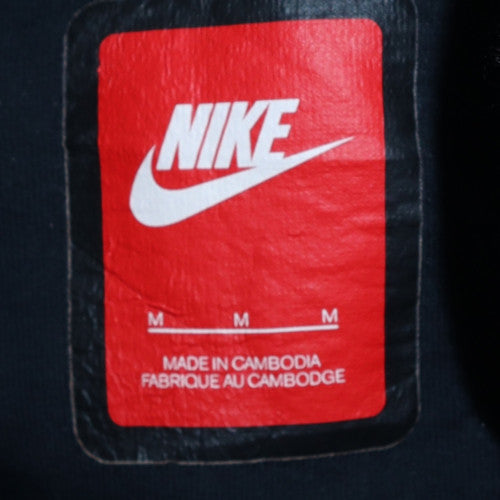 NIKE
M M M
MADE IN CAMBODIA
FABRIQUE AU CAMBODGE